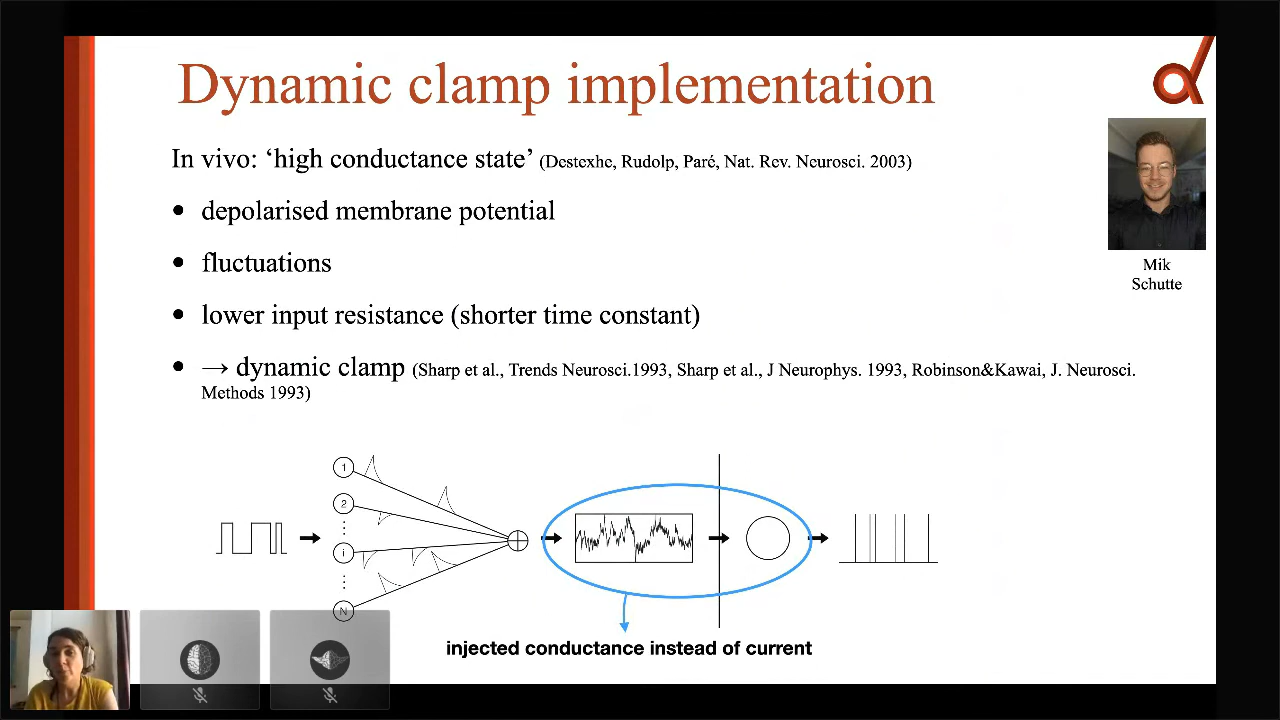 Dynamic clamp implementation
In vivo: ‘high conductance state’ (Destexhe, Rudolp, Paré, Nat. Rev. Neurosci. 2003)
• depolarised membrane potential
• fluctuations
• lower input resistance (shorter time constant)
• → dynamic clamp (Sharp et al., Trends Neurosci.1993, Sharp et al., J Neurophys. 1993, Robinson&Kawai, J. Neurosci.
Methods 1993)
Mik
Schutte
1
2
i
N
injected conductance instead of current